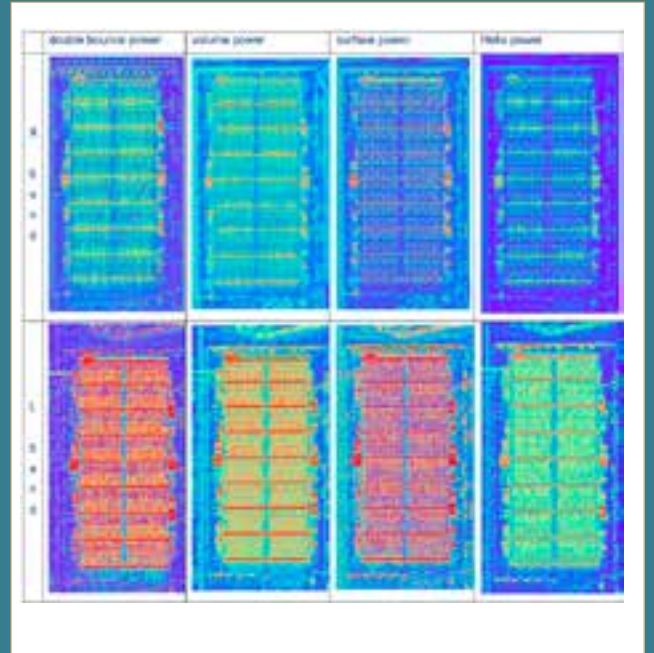 double bounce power
volume power
surface power
Helix power
X
B
a
n
d
L
B
a
n
d